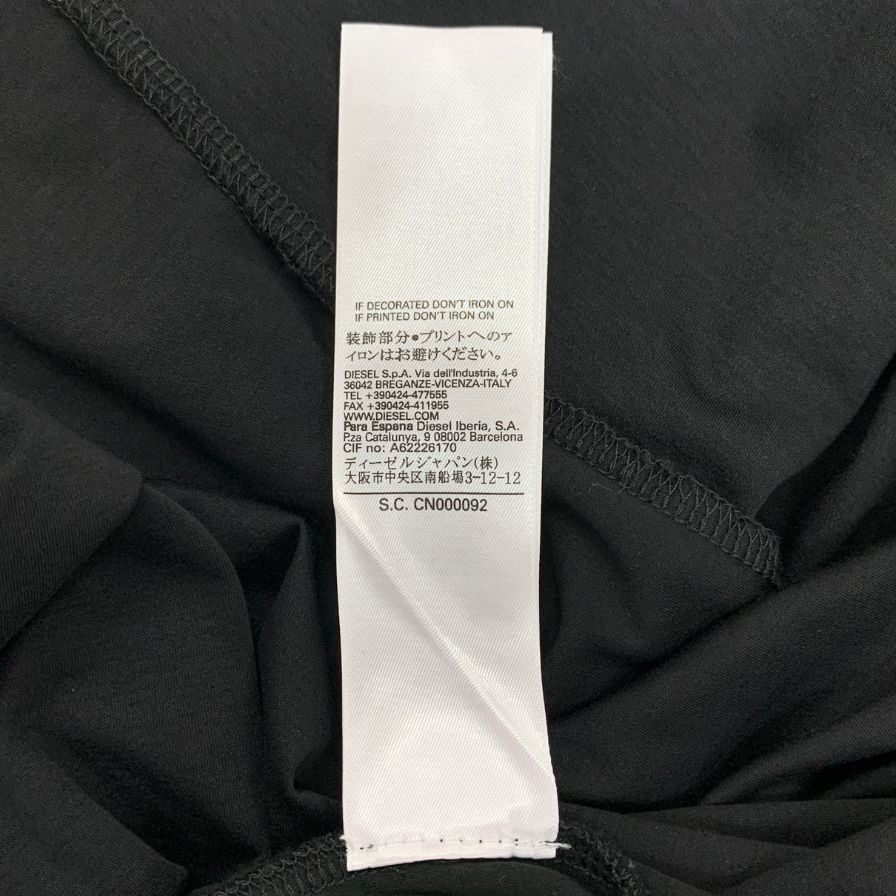 IF DECORATED DON'T IRON ON
IF PRINTED DON'T IRON ON
装飾部分●プリントへのア
イロンはお避けください。
DIESEL S.p.A. Via dell'Industria, 4-6
36042 BREGANZE-VICENZA-ITALY
TEL +390424-477555
FAX +390424-411955
WWW.DIESEL.COM
Para Espana Diesel Iberia, S.A.
P.za Catalunya, 9 08002 Barcelona
CIF no: A62226170
ディーゼルジャパン(株)
大阪市中央区南船場3-12-12
S.C. CN000092